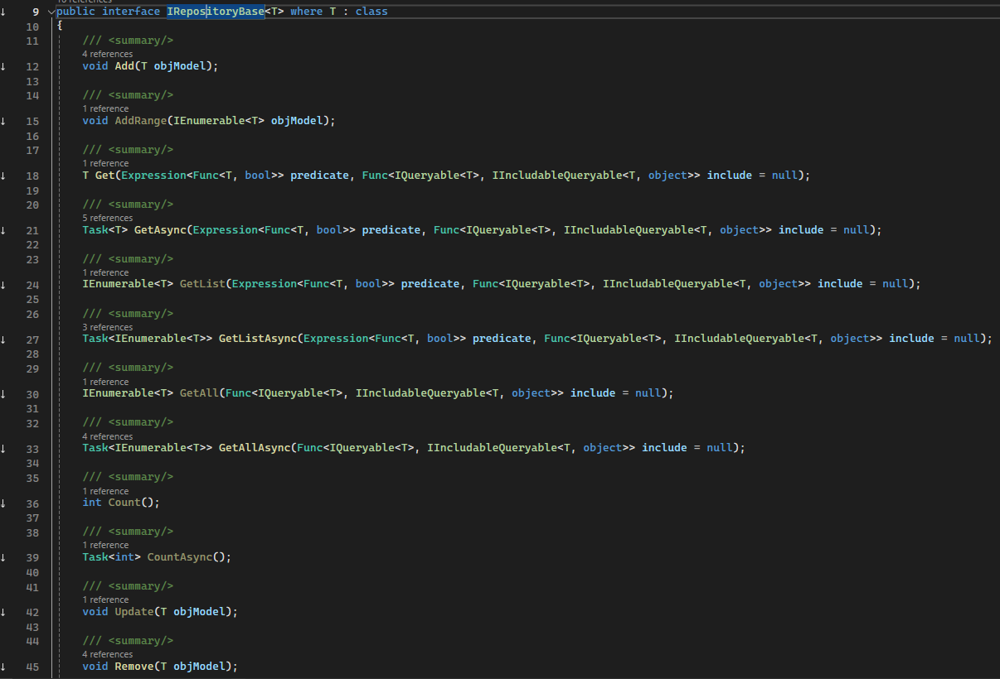 9 public interface IRepositoryBase<T> where T : class
10 {
11 /// <summary/>
4 references
12 void Add(T objModel);
13
14 /// <summary/>
1 reference
15 void AddRange(IEnumerable<T> objModel);
16
17 /// <summary/>
1 reference
18 T Get(Expression<Func<T, bool>> predicate, Func<IQueryable<T>, IIncludableQueryable<T, object>> include = null);
19
20 /// <summary/>
5 references
21 Task<T> GetAsync(Expression<Func<T, bool>> predicate, Func<IQueryable<T>, IIncludableQueryable<T, object>> include = null);
22
23 /// <summary/>
1 reference
24 IEnumerable<T> GetList(Expression<Func<T, bool>> predicate, Func<IQueryable<T>, IIncludableQueryable<T, object>> include = null);
25
26 /// <summary/>
3 references
27 Task<IEnumerable<T>> GetListAsync(Expression<Func<T, bool>> predicate, Func<IQueryable<T>, IIncludableQueryable<T, object>> include = null);
28
29 /// <summary/>
1 reference
30 IEnumerable<T> GetAll(Func<IQueryable<T>, IIncludableQueryable<T, object>> include = null);
31
32 /// <summary/>
4 references
33 Task<IEnumerable<T>> GetAllAsync(Func<IQueryable<T>, IIncludableQueryable<T, object>> include = null);
34
35 /// <summary/>
1 reference
36 int Count();
37
38 /// <summary/>
1 reference
39 Task<int> CountAsync();
40
41 /// <summary/>
1 reference
42 void Update(T objModel);
43
44 /// <summary/>
4 references
45 void Remove(T objModel);